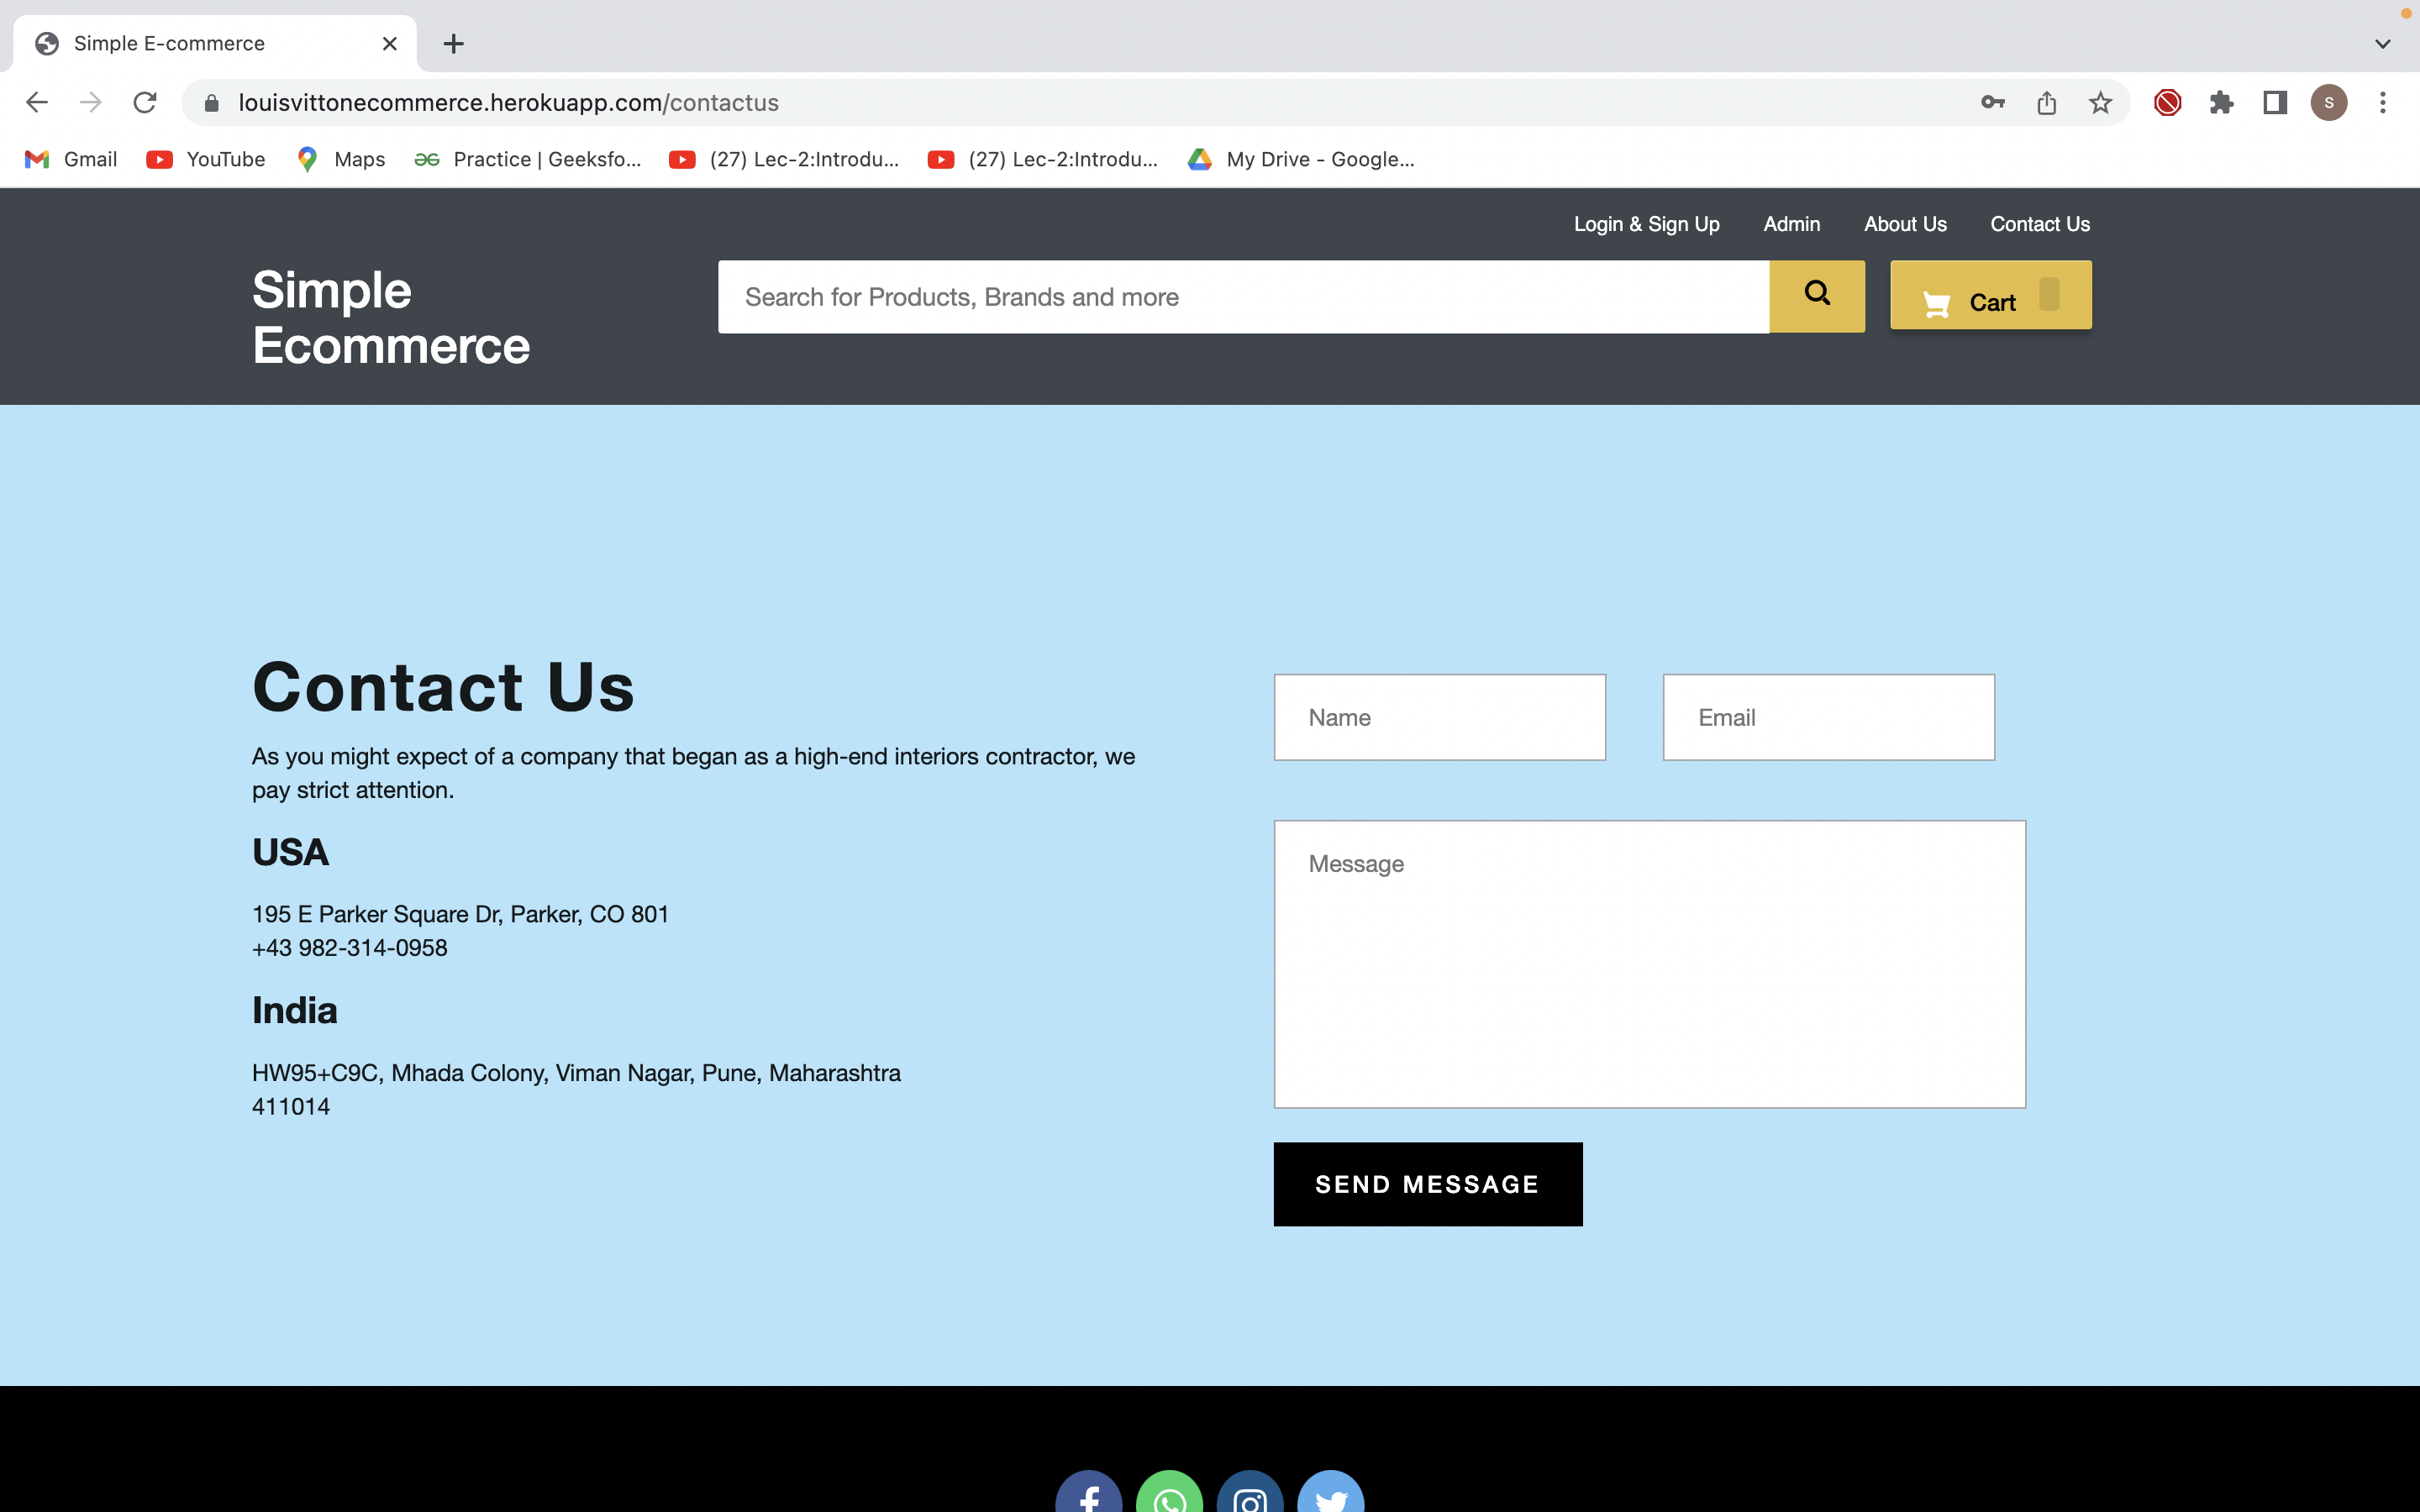 Simple E-commerce
louisvittonecommerce.herokuapp.com/contactus
S
Gmail
YouTube
Maps
Practice | Geeksfo...
(27) Lec-2:Introdu...
(27) Lec-2:Introdu...
My Drive - Google...
Login & Sign Up
Admin
About Us
Contact Us
Simple
Ecommerce
Search for Products, Brands and more
Cart
Contact Us
As you might expect of a company that began as a high-end interiors contractor, we
pay strict attention.
USA
195 E Parker Square Dr, Parker, CO 801
+43 982-314-0958
India
HW95+C9C, Mhada Colony, Viman Nagar, Pune, Maharashtra
411014
Name
Email
Message
SEND MESSAGE